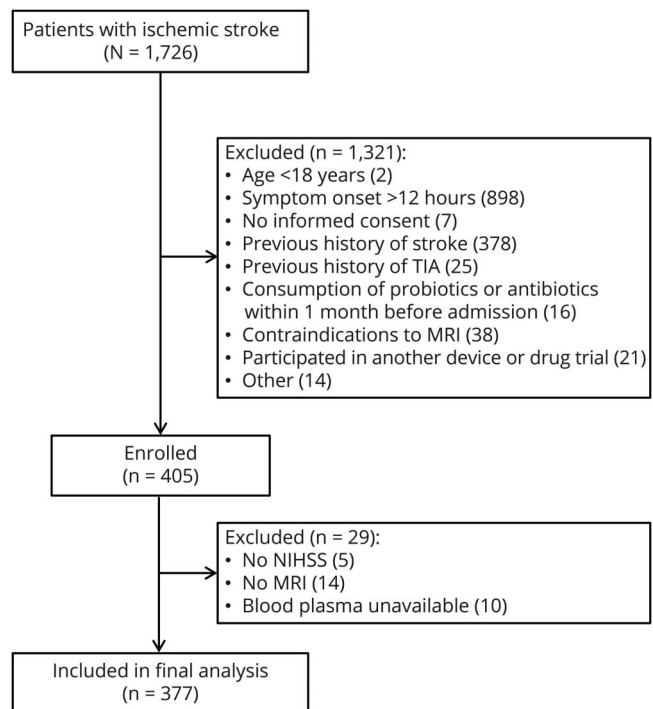 Patients with ischemic stroke
(N = 1,726)
Excluded (n = 1,321):
• Age <18 years (2)
• Symptom onset >12 hours (898)
• No informed consent (7)
• Previous history of stroke (378)
• Previous history of TIA (25)
• Consumption of probiotics or antibiotics
within 1 month before admission (16)
• Contraindications to MRI (38)
• Participated in another device or drug trial (21)
• Other (14)
Enrolled
(n = 405)
Excluded (n = 29):
• No NIHSS (5)
• No MRI (14)
• Blood plasma unavailable (10)
Included in final analysis
(n = 377)